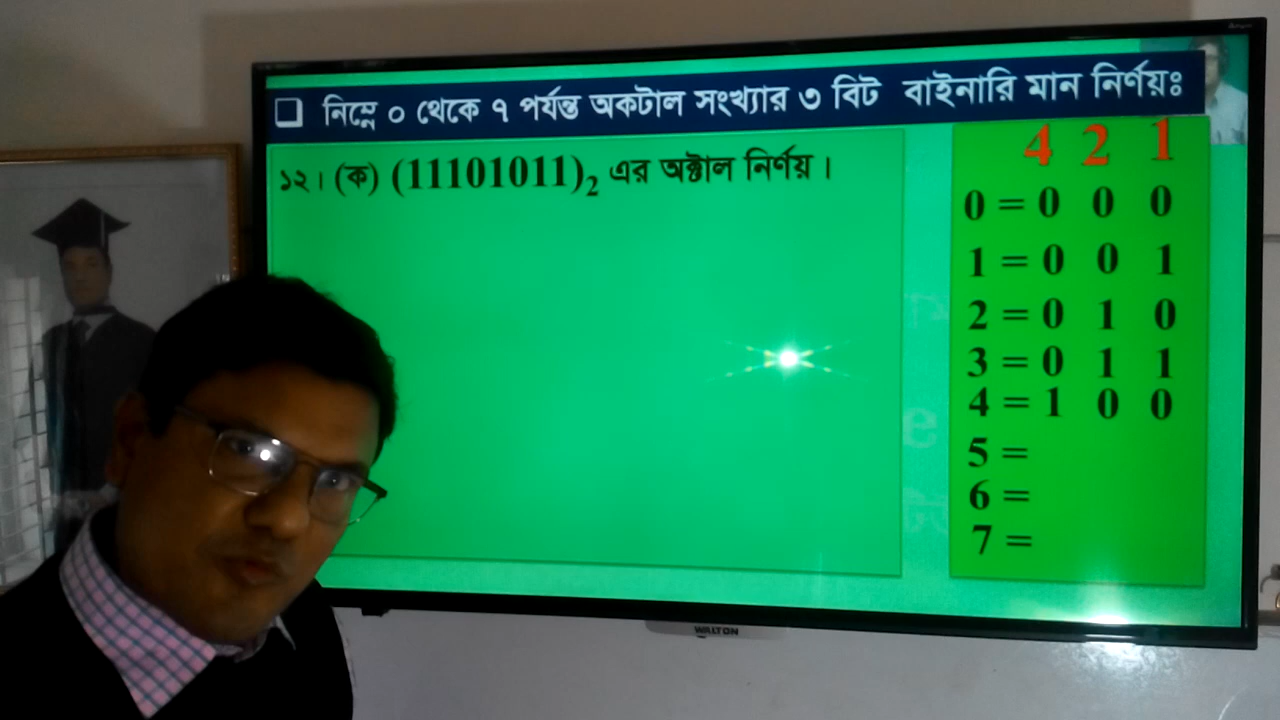 ❑ নিম্নে ০ থেকে ৭ পর্যন্ত অকটাল সংখ্যার ৩ বিট বাইনারি মান নির্ণয়ঃ
১২। (ক) (11101011)₂ এর অক্টাল নির্ণয়।
4 2 1
0 = 0 0 0
1 = 0 0 1
2 = 0 1 0
3 = 0 1 1
4 = 1 0 0
5 =
6 =
7 =
WALTON